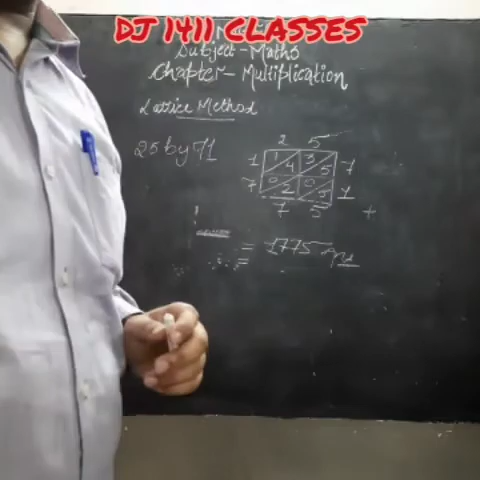 DJ 1411 CLASSES
Subject - Maths
Chapter - Multiplication
Lattice Method
25 by 71
2 5
1 1 4 3 5 7
7 0 2 0 5 1
7 5 +
= 1775 Ans